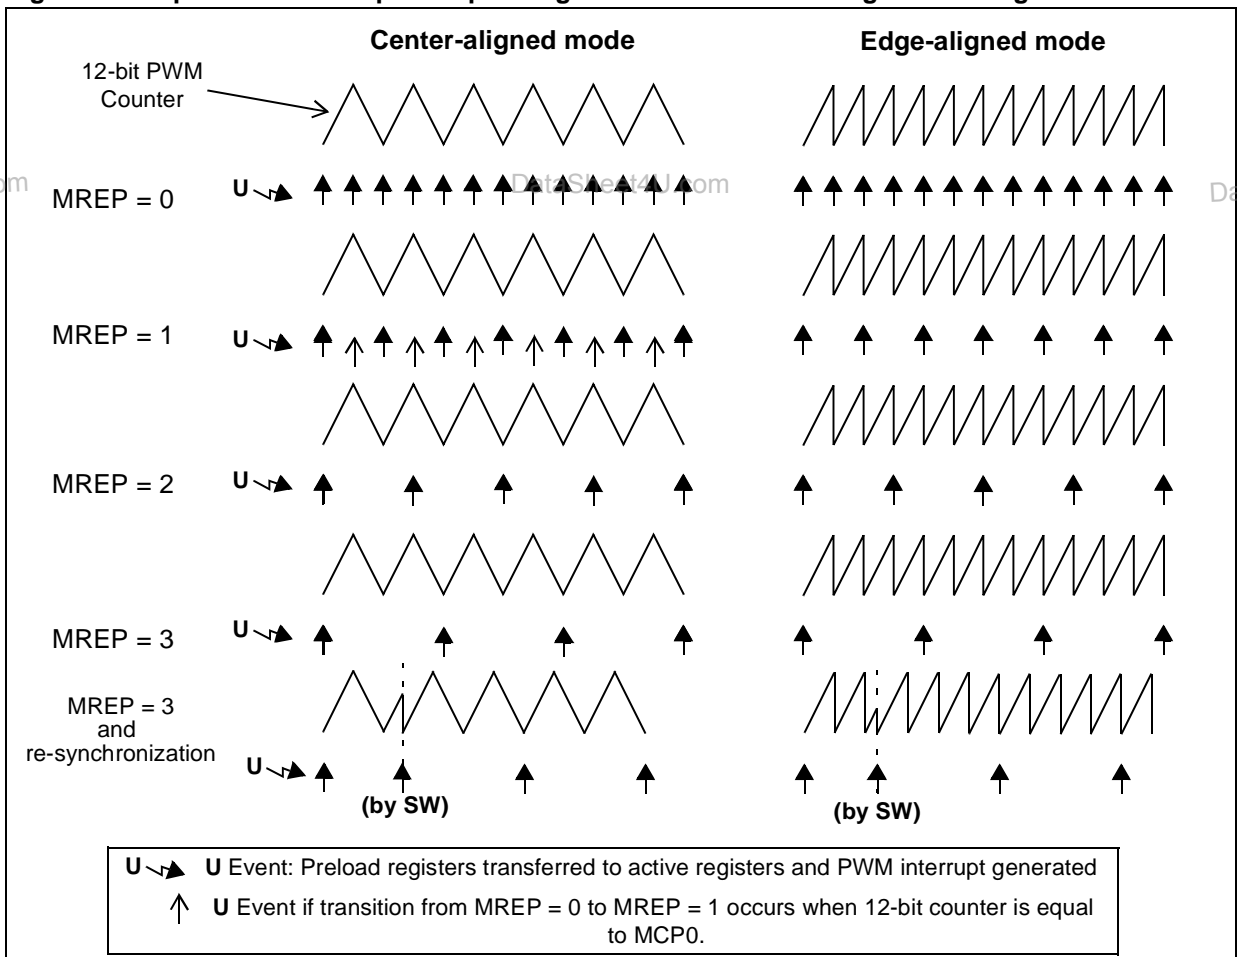 Center-aligned mode
Edge-aligned mode
12-bit PWM
Counter
om
DataSheet4U.com
Da
MREP = 0
U
MREP = 1
U
MREP = 2
U
MREP = 3
U
MREP = 3
and
re-synchronization
U
(by SW)
(by SW)
U U Event: Preload registers transferred to active registers and PWM interrupt generated
U Event if transition from MREP = 0 to MREP = 1 occurs when 12-bit counter is equal
to MCP0.